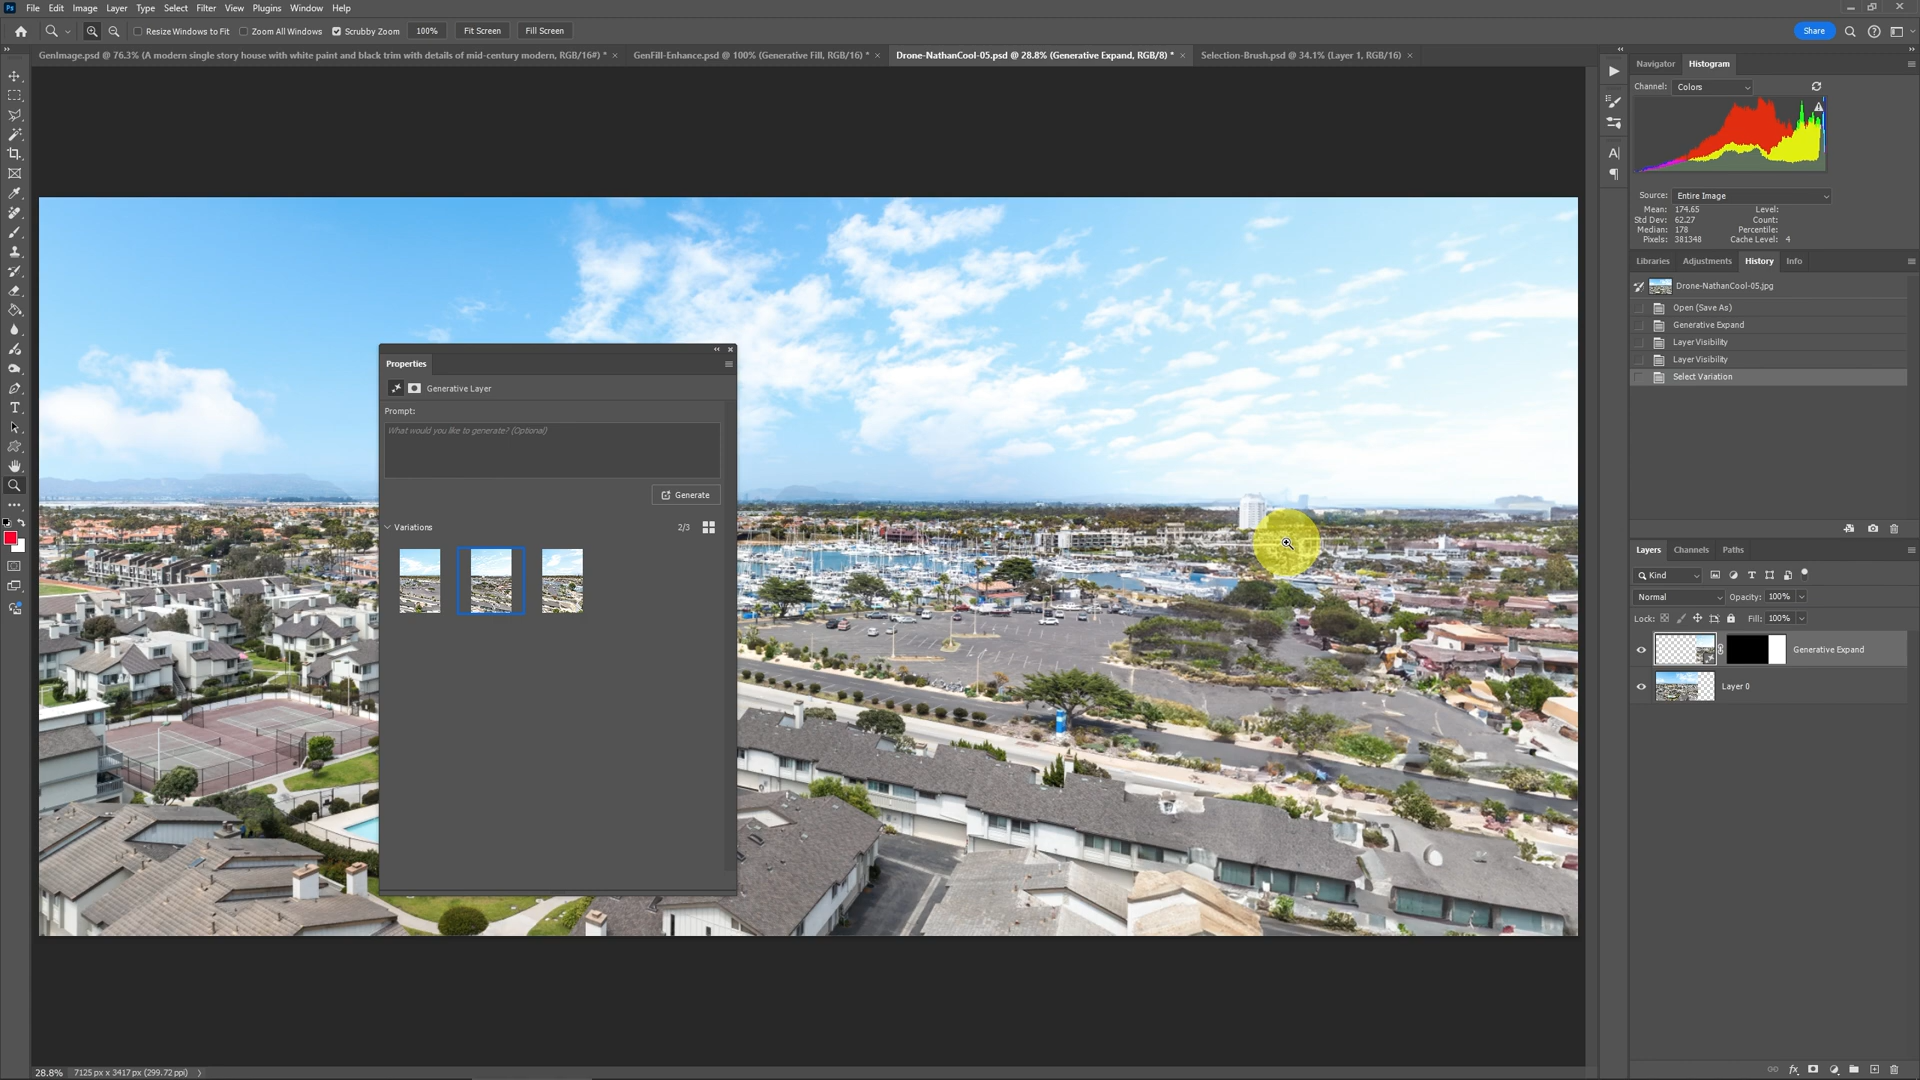 Ps File Edit Image Layer Type Select Filter View Plugins Window Help
Resize Windows to Fit Zoom All Windows Scrubby Zoom 100% Fit Screen Fill Screen Share
GenImage.psd @ 76.3% (A modern single story house with white paint and black trim with details of mid-century modern, RGB/16#) * × GenFill-Enhance.psd @ 100% (Generative Fill, RGB/16) * × Drone-NathanCool-05.psd @ 28.8% (Generative Expand, RGB/8) * × Selection-Brush.psd @ 34.1% (Layer 1, RGB/16) ×
Navigator Histogram
Channel: Colors
Source: Entire Image
Mean: 174.65 Level:
Std Dev: 62.27 Count:
Median: 178 Percentile:
Pixels: 381348 Cache Level: 4
Libraries Adjustments History Info
Drone-NathanCool-05.jpg
Open (Save As)
Generative Expand
Layer Visibility
Layer Visibility
Select Variation
Properties
Generative Layer
Prompt:
What would you like to generate? (Optional)
Generate
Variations 2/3
Layers Channels Paths
Kind
Normal Opacity: 100%
Lock: Fill: 100%
Generative Expand
Layer 0
28.8% 7125 px x 3417 px (299.72 ppi)